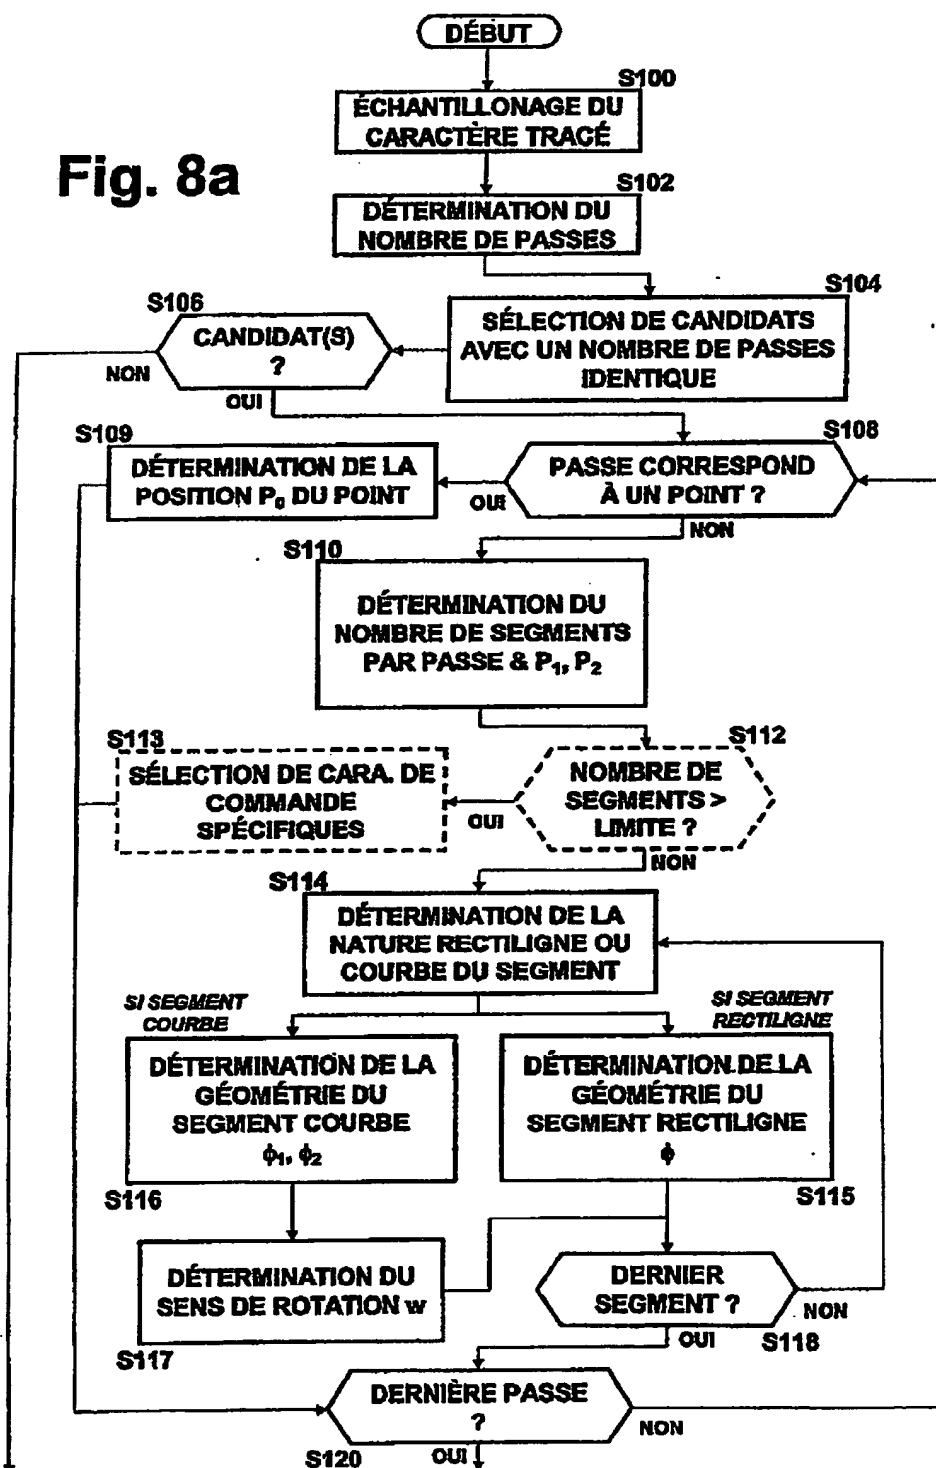 DÉBUT
S100
ÉCHANTILLONAGE DU
CARACTÈRE TRACÉ
Fig. 8a
S102
DÉTERMINATION DU
NOMBRE DE PASSES
S104
SÉLECTION DE CANDIDATS
AVEC UN NOMBRE DE PASSES
IDENTIQUE
S106
CANDIDAT(S)
?
NON
OUI
S108
PASSE CORRESPOND
À UN POINT ?
OUI
NON
S109
DÉTERMINATION DE LA
POSITION P₀ DU POINT
S110
DÉTERMINATION DU
NOMBRE DE SEGMENTS
PAR PASSE & P₁, P₂
S112
NOMBRE DE
SEGMENTS >
LIMITE ?
OUI
NON
S113
SÉLECTION DE CARA. DE
COMMANDE
SPÉCIFIQUES
S114
DÉTERMINATION DE LA
NATURE RECTILIGNE OU
COURBE DU SEGMENT
SI SEGMENT
COURBE
SI SEGMENT
RECTILIGNE
DÉTERMINATION DE LA
GÉOMÉTRIE DU
SEGMENT COURBE
ϕ₁, ϕ₂
S116
DÉTERMINATION DE LA
GÉOMÉTRIE DU
SEGMENT RECTILIGNE
ϕ
S115
DÉTERMINATION DU
SENS DE ROTATION w
S117
DERNIER
SEGMENT ?
NON
OUI
S118
DERNIÈRE PASSE
?
NON
S120
OUI